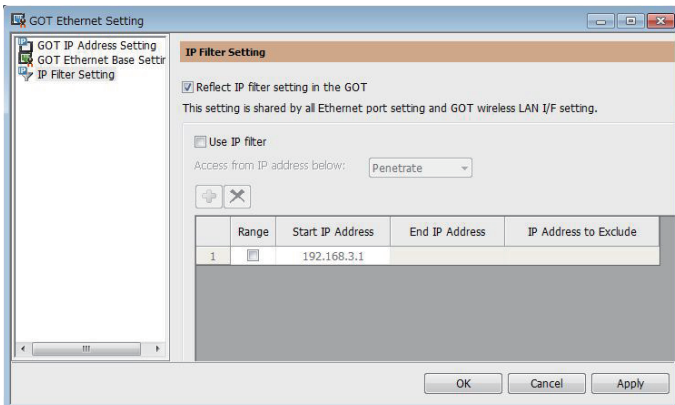 GOT Ethernet Setting
GOT IP Address Setting
GOT Ethernet Base Settir
IP Filter Setting
IP Filter Setting
Reflect IP filter setting in the GOT
This setting is shared by all Ethernet port setting and GOT wireless LAN I/F setting.
Use IP filter
Access from IP address below: Penetrate
Range Start IP Address End IP Address IP Address to Exclude
1 192.168.3.1
OK Cancel Apply